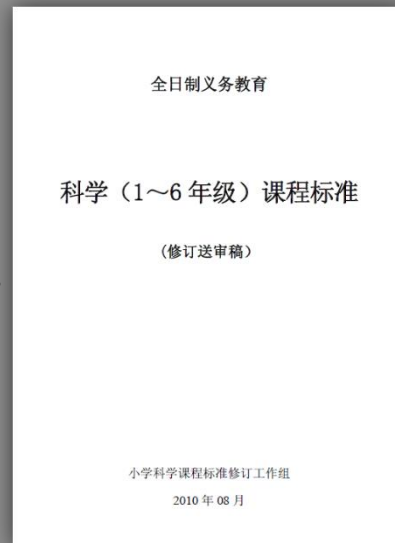 全日制义务教育
科学（1～6 年级）课程标准
(修订送审稿）
小学科学课程标准修订工作组
2010 年 08 月